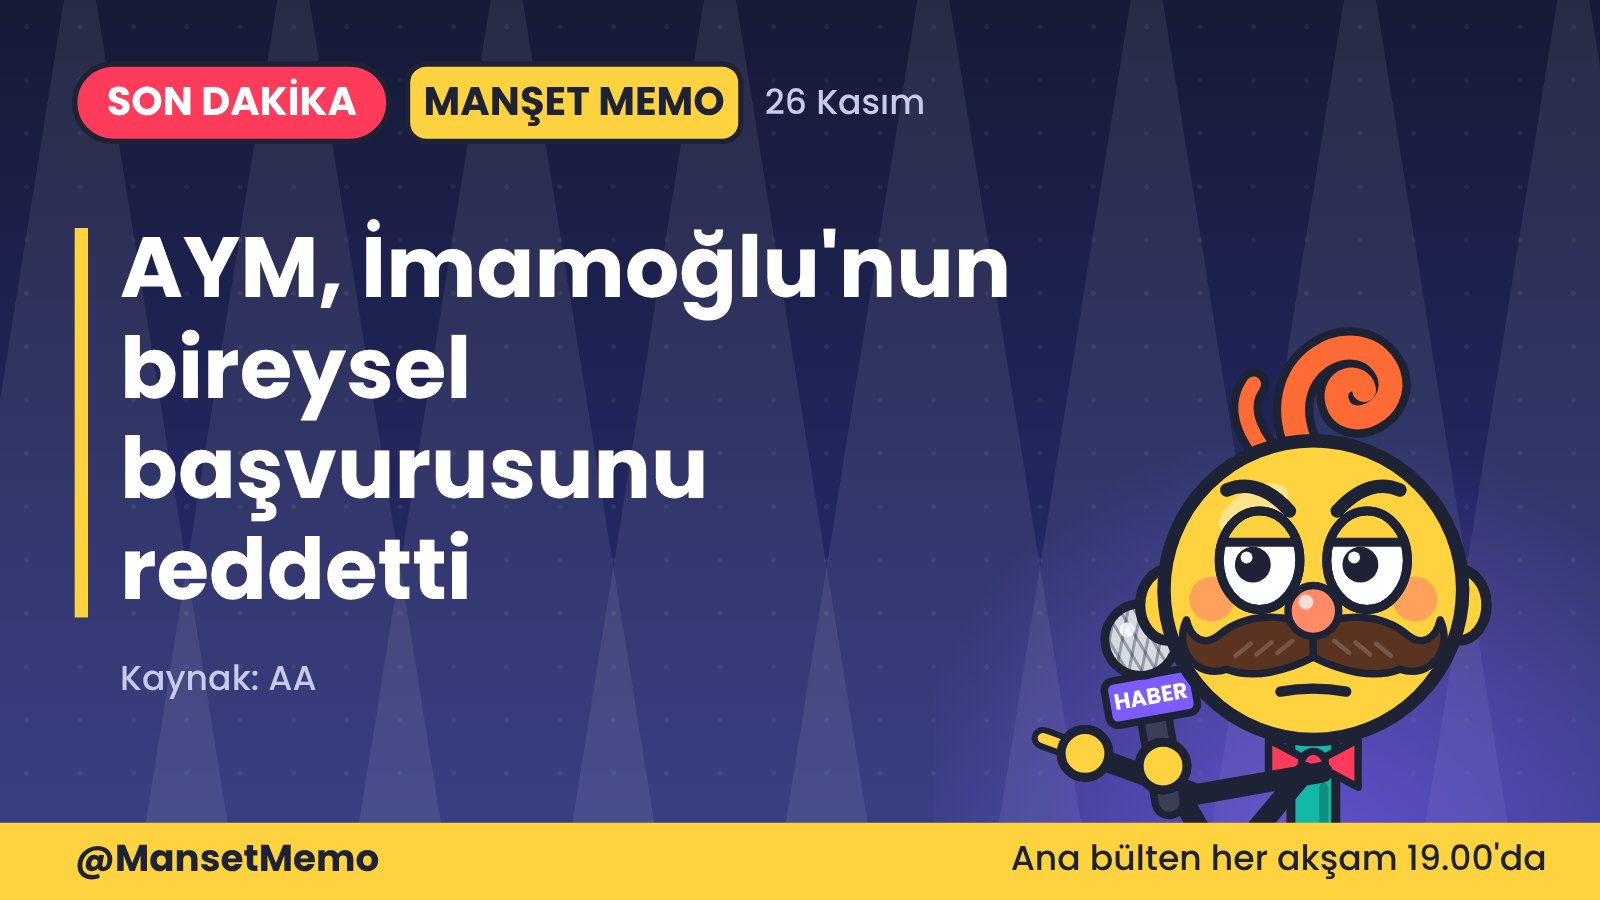 SON DAKİKA MANŞET MEMO 26 Kasım
AYM, İmamoğlu'nun
bireysel
başvurusunu
reddetti
Kaynak: AA
HABER
@MansetMemo Ana bülten her akşam 19.00'da